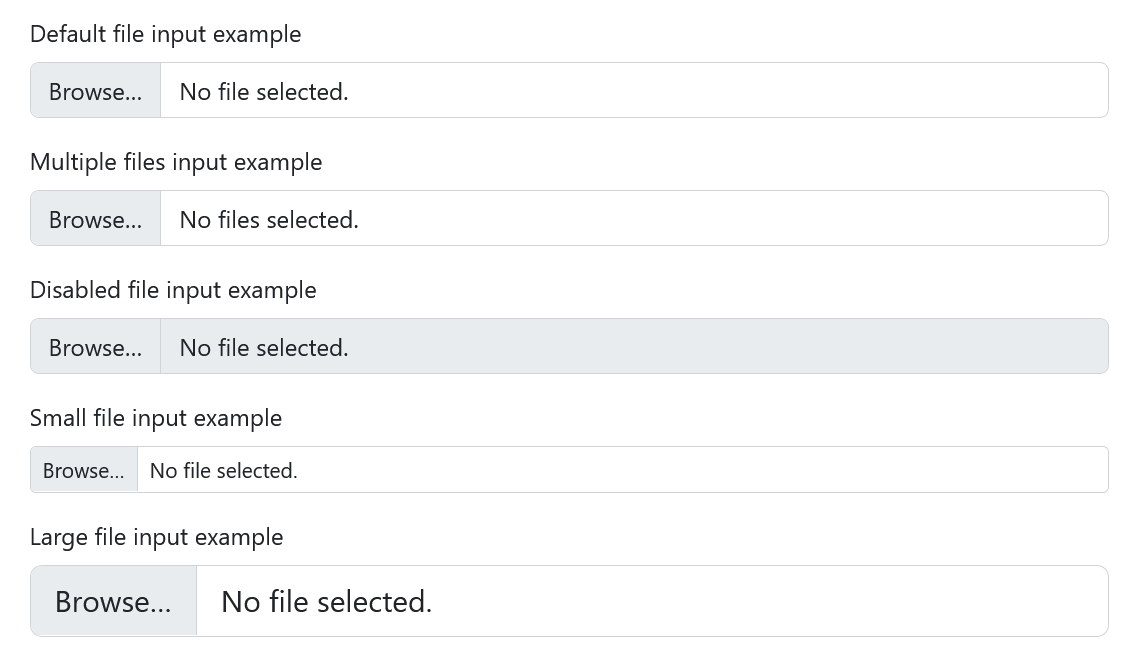 Default file input example
Browse... No file selected.
Multiple files input example
Browse... No files selected.
Disabled file input example
Browse... No file selected.
Small file input example
Browse... No file selected.
Large file input example
Browse... No file selected.